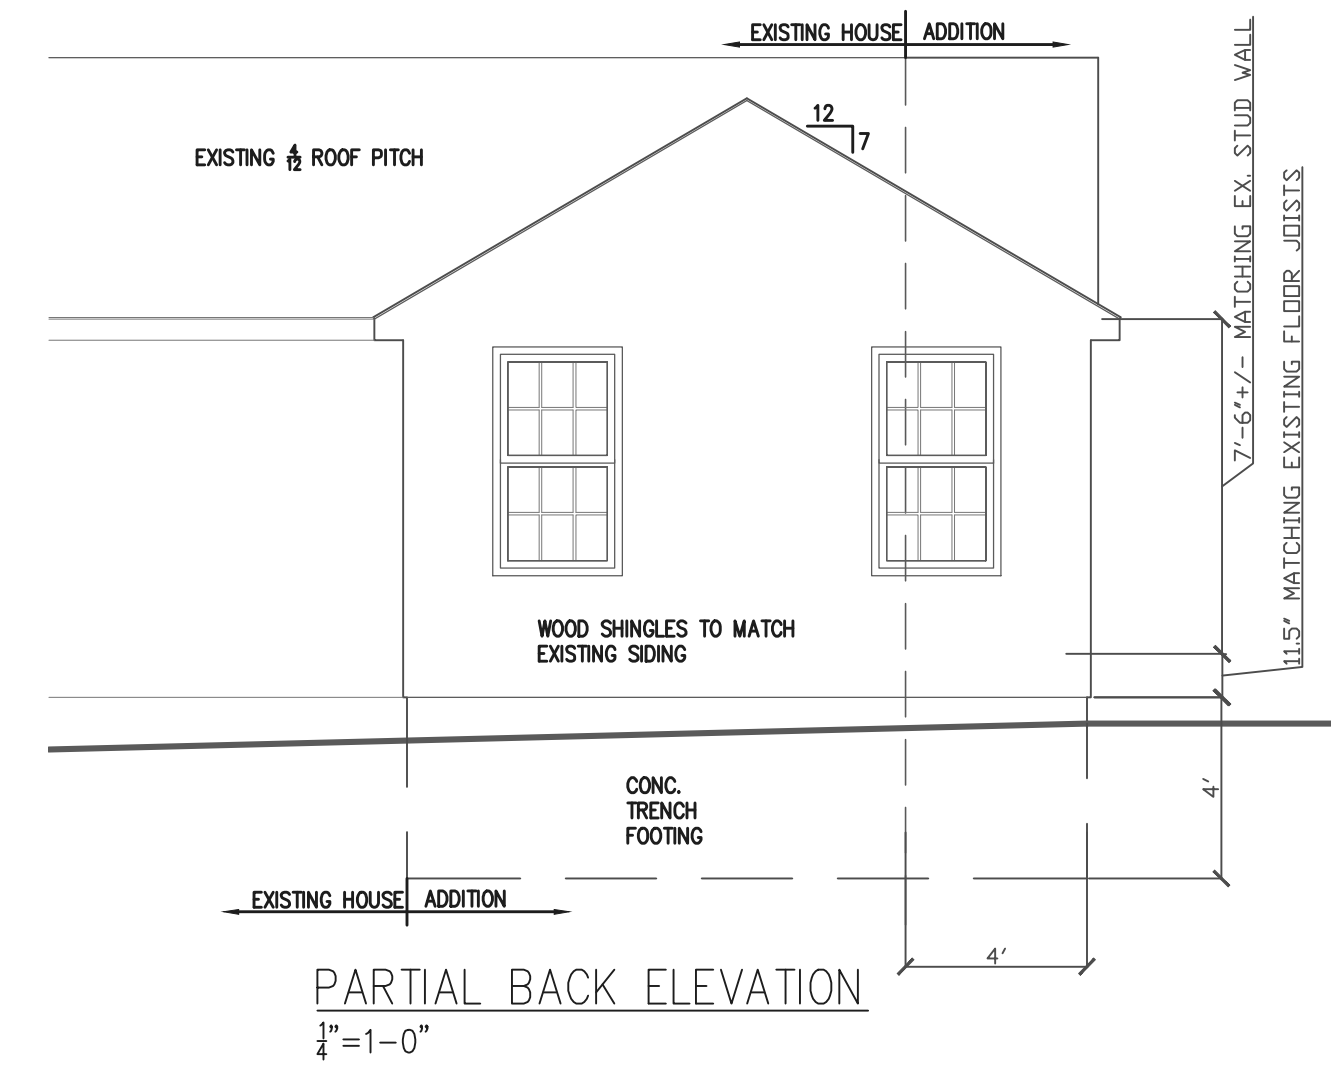 EXISTING HOUSE ADDITION
12
7
EXISTING 4/12 ROOF PITCH
7'-6"+/- MATCHING EX. STUD WALL
11.5" MATCHING EXISTING FLOOR JOISTS
WOOD SHINGLES TO MATCH
EXISTING SIDING
CONC.
TRENCH
FOOTING
4'
EXISTING HOUSE ADDITION
4'
PARTIAL BACK ELEVATION
1/4"=1-0"